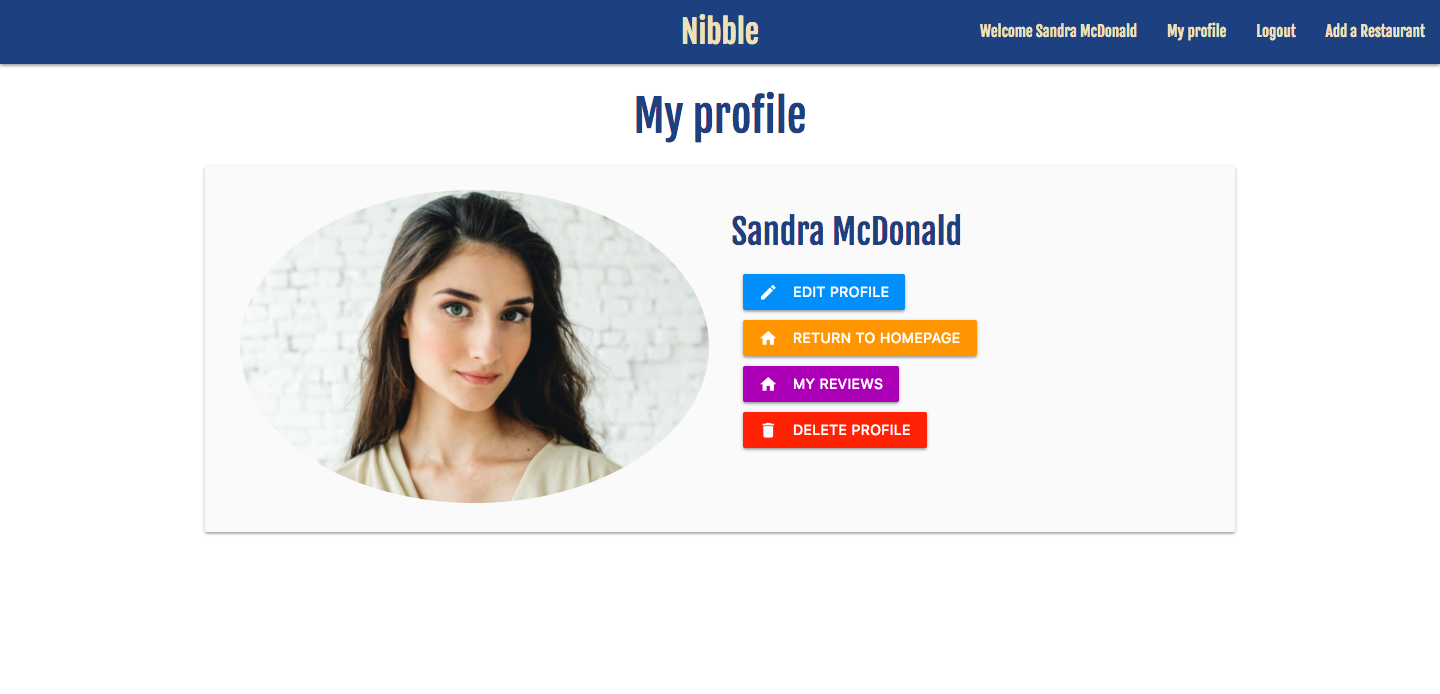 Nibble
Welcome Sandra McDonald
My profile
Logout
Add a Restaurant
My profile
Sandra McDonald
EDIT PROFILE
RETURN TO HOMEPAGE
MY REVIEWS
DELETE PROFILE